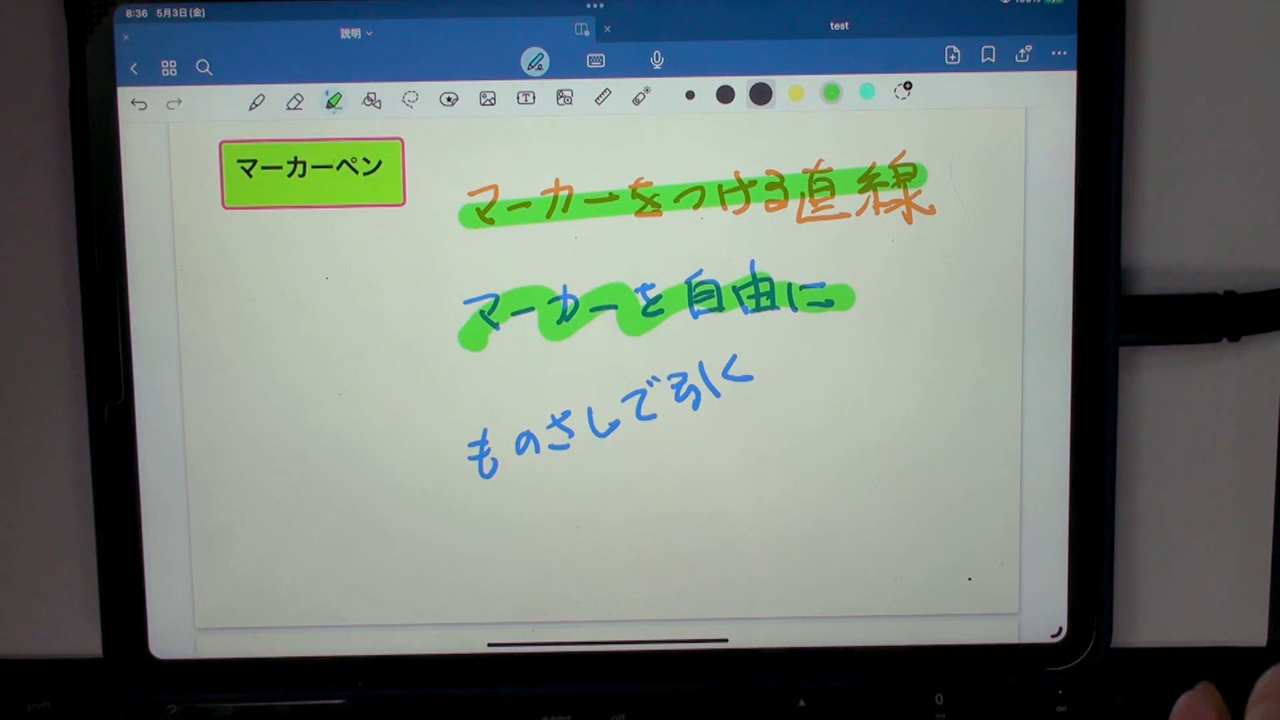 8:36 5月3日(金)
説明
test
マーカーペン
マーカーをつける直線
マーカーを自由に
ものさしで引く